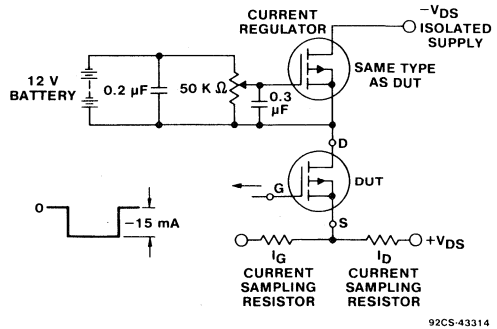 CURRENT
REGULATOR
−VDS
ISOLATED
SUPPLY
12 V
BATTERY
0.2 µF
50 K Ω
0.3
µF
SAME TYPE
AS DUT
D
DUT
G
0
−15 mA
S
+VDS
IG
CURRENT
SAMPLING
RESISTOR
ID
CURRENT
SAMPLING
RESISTOR
92CS-43314